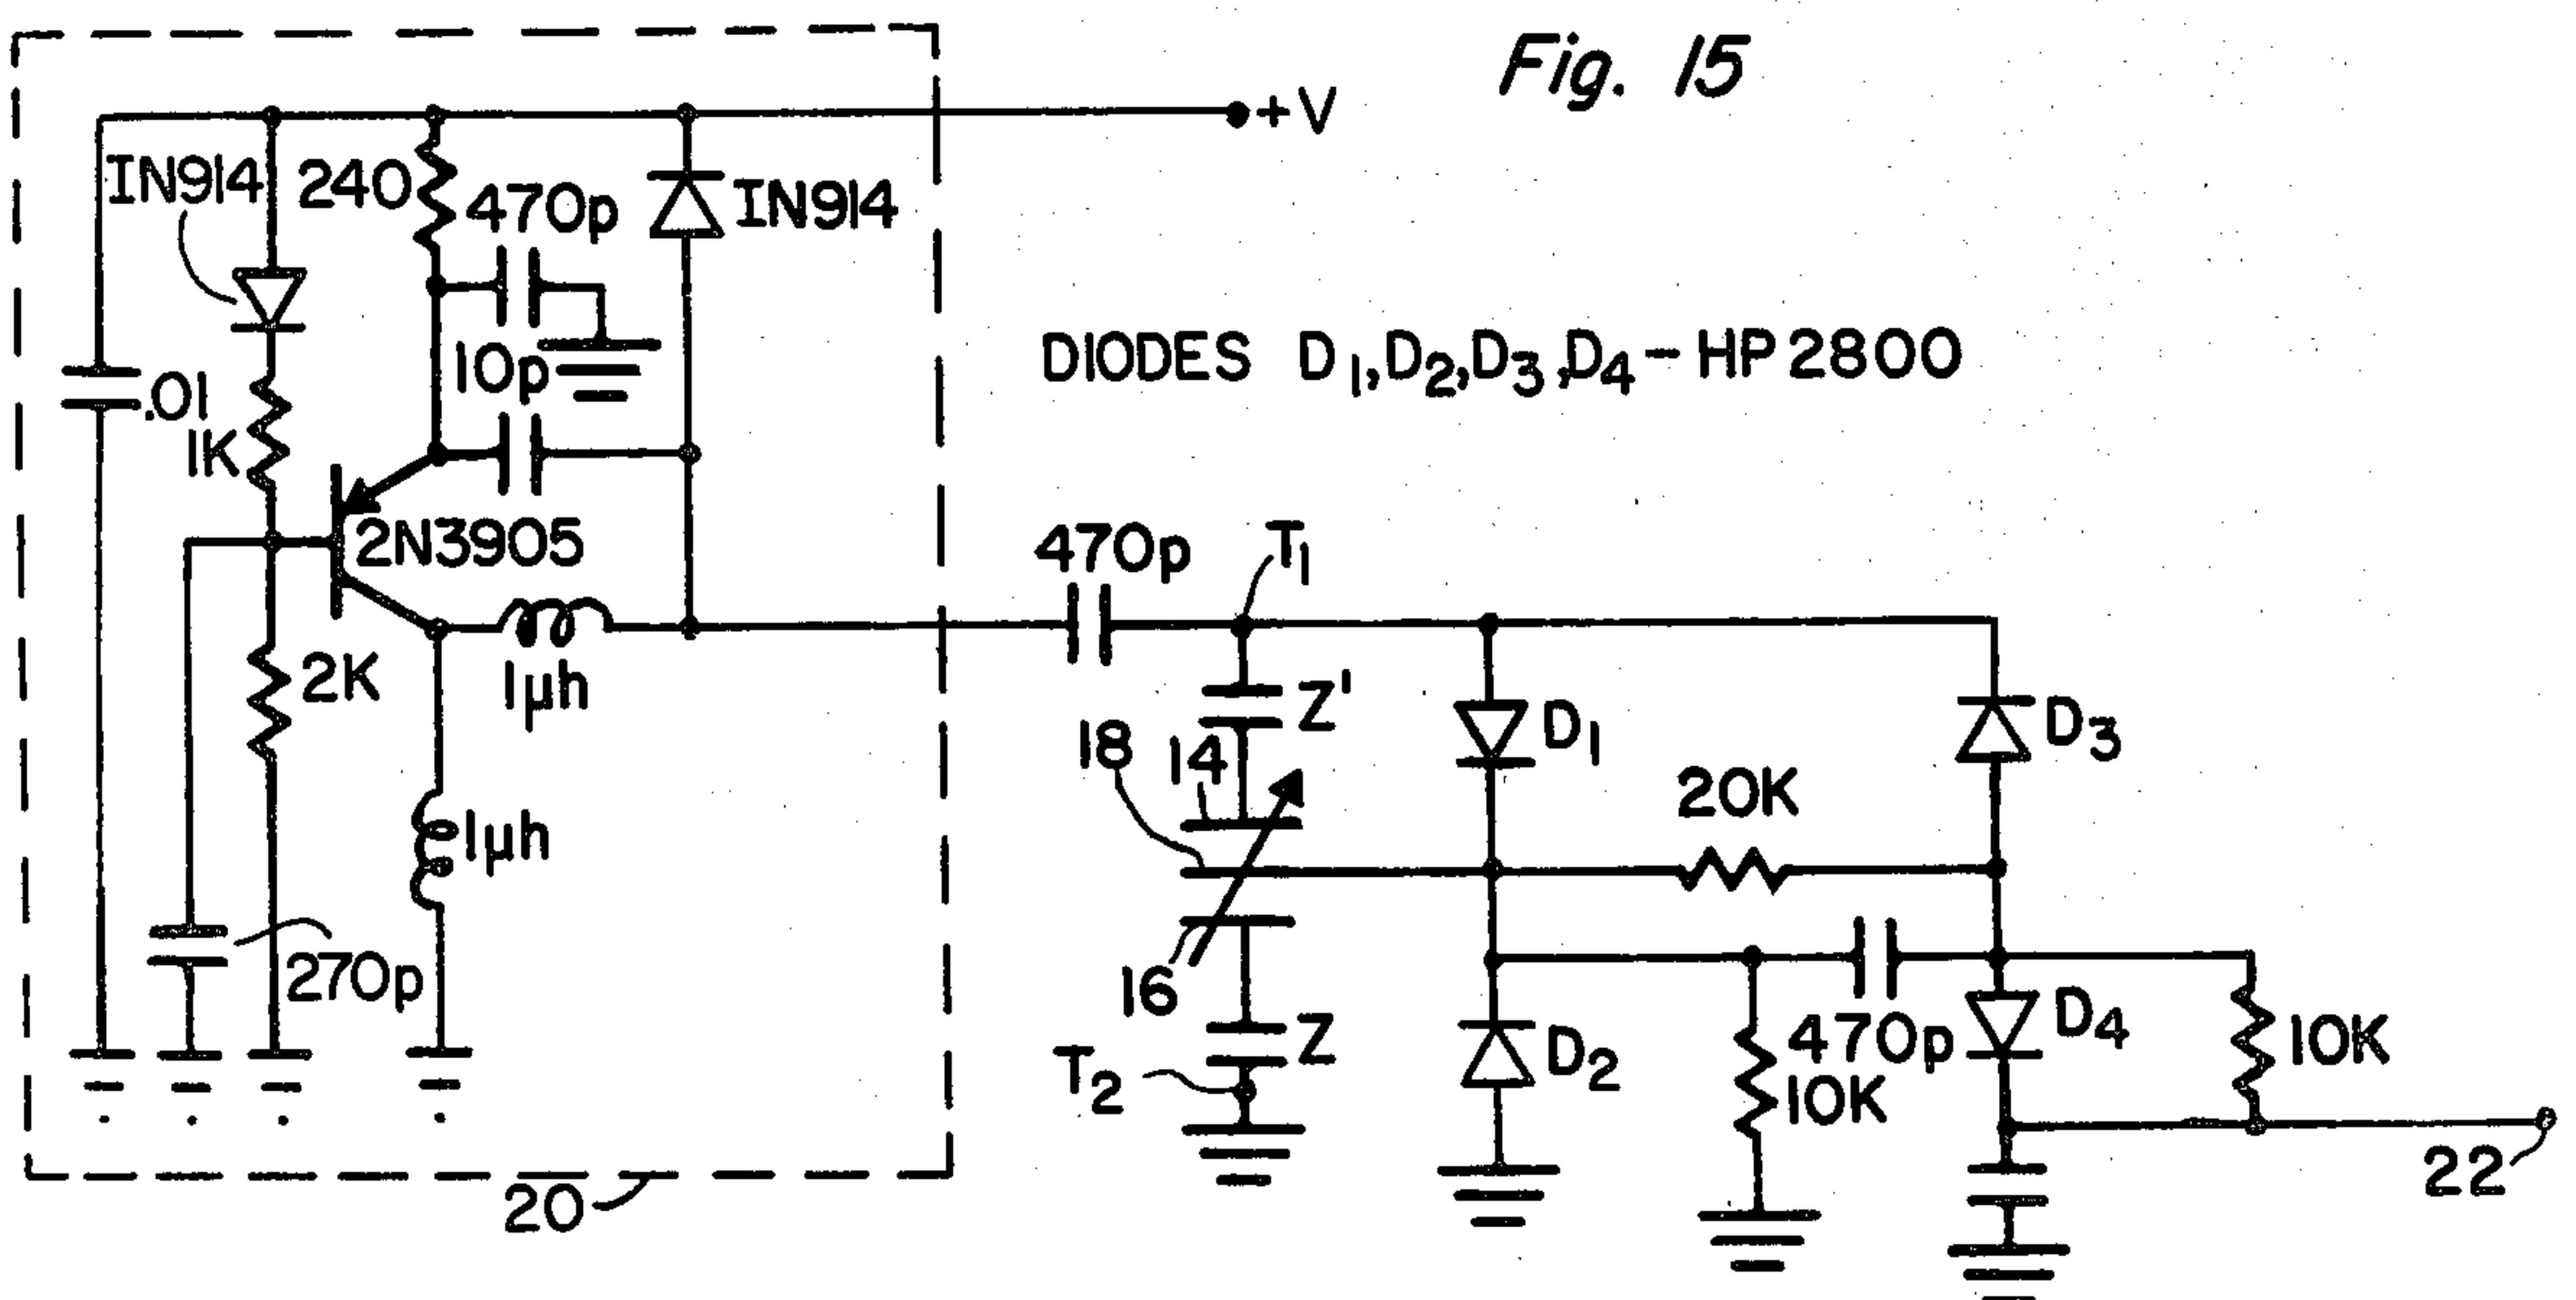 Fig. 15
+V
IN914
240
470p
IN914
10p
.01
1K
DIODES D1,D2,D3,D4 - HP2800
2N3905
470p
T1
2K
1μh
Z'
18
14
D1
D3
20K
1μh
16
270p
Z
T2
D2
470p
10K
D4
10K
20
22